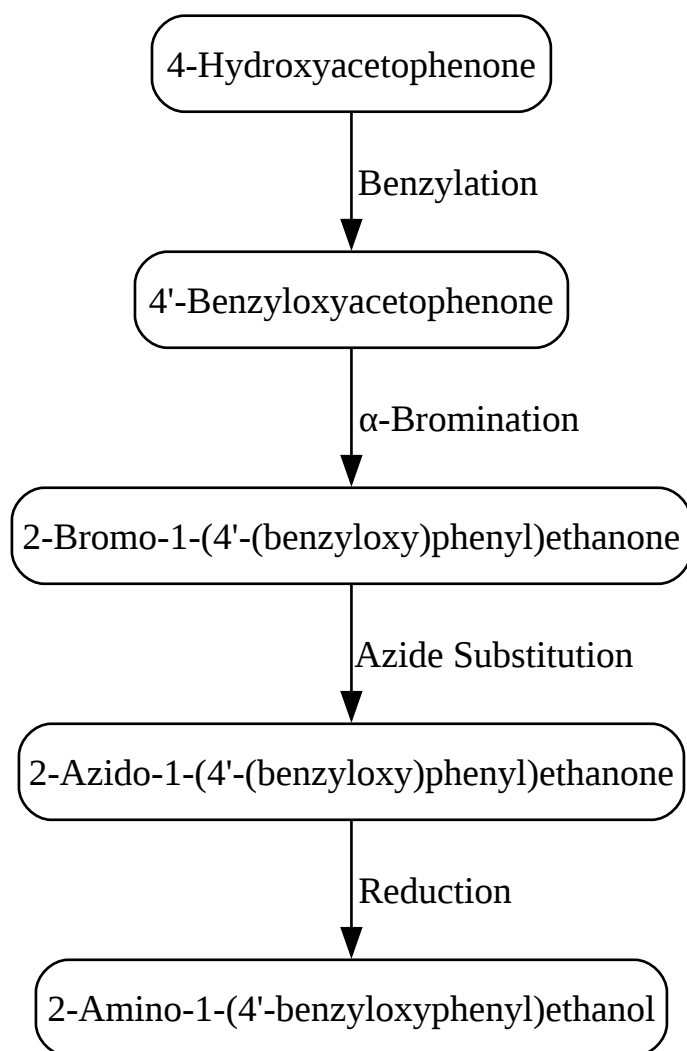 4-Hydroxyacetophenone
Benzylation
4'-Benzyloxyacetophenone
α-Bromination
2-Bromo-1-(4'-(benzyloxy)phenyl)ethanone
Azide Substitution
2-Azido-1-(4'-(benzyloxy)phenyl)ethanone
Reduction
2-Amino-1-(4'-benzyloxyphenyl)ethanol